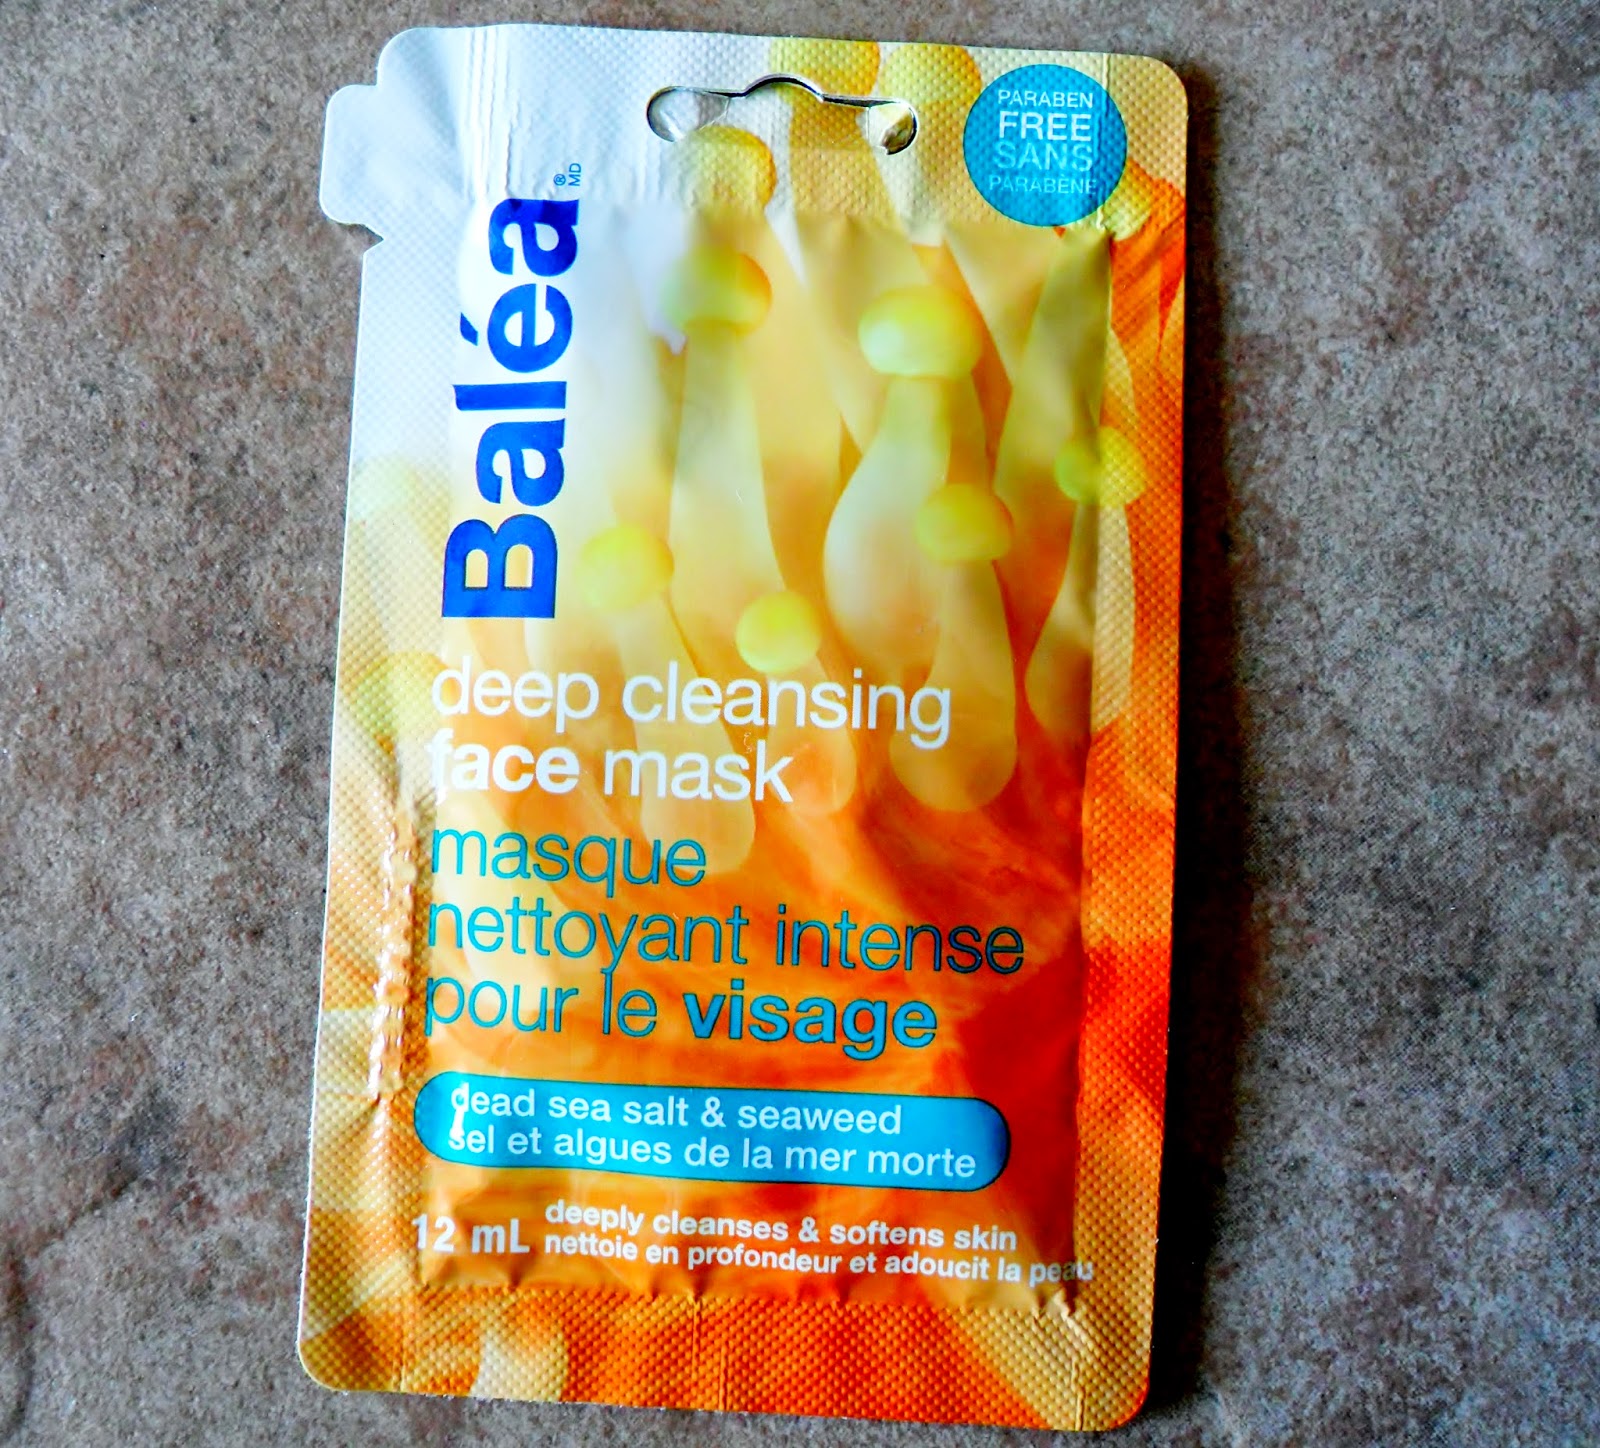 PARABEN
FREE
SANS
PARABÈNE
Baléa ® MD
deep cleansing
face mask
masque
nettoyant intense
pour le visage
dead sea salt & seaweed
sel et algues de la mer morte
12 mL
deeply cleanses & softens skin
nettoie en profondeur et adoucit la peau